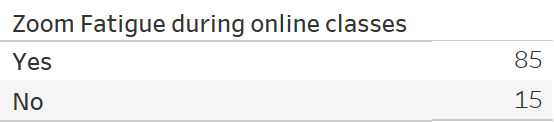 Zoom Fatigue during online classes
Yes 85
No 15